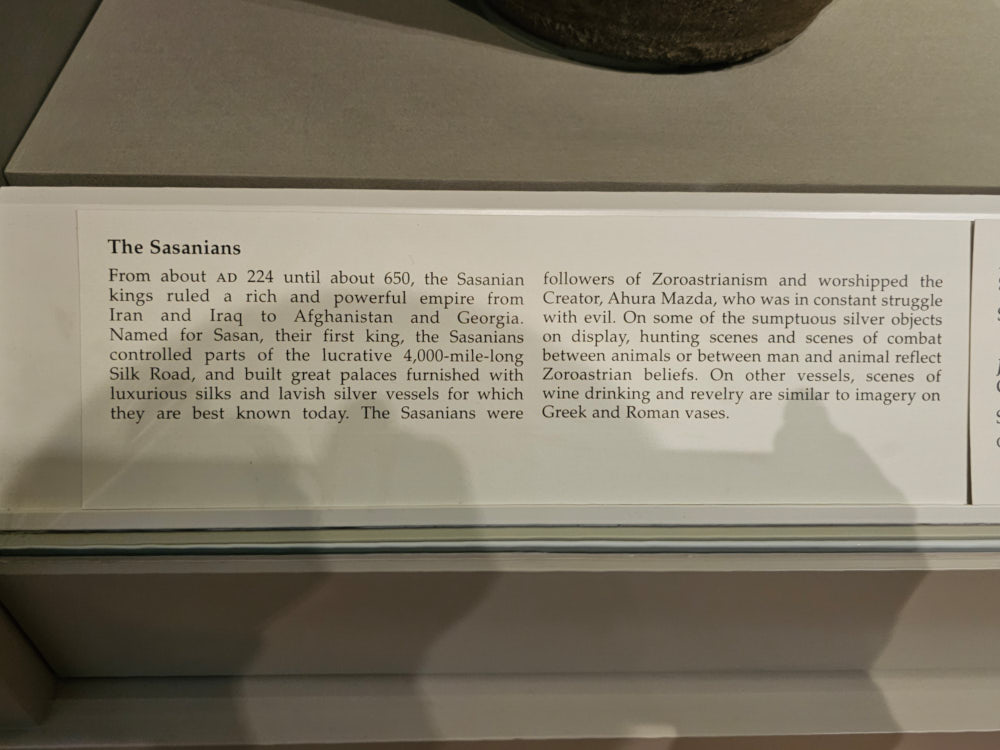 The Sasanians
From about AD 224 until about 650, the Sasanian
kings ruled a rich and powerful empire from
Iran and Iraq to Afghanistan and Georgia.
Named for Sasan, their first king, the Sasanians
controlled parts of the lucrative 4,000-mile-long
Silk Road, and built great palaces furnished with
luxurious silks and lavish silver vessels for which
they are best known today. The Sasanians were
followers of Zoroastrianism and worshipped the
Creator, Ahura Mazda, who was in constant struggle
with evil. On some of the sumptuous silver objects
on display, hunting scenes and scenes of combat
between animals or between man and animal reflect
Zoroastrian beliefs. On other vessels, scenes of
wine drinking and revelry are similar to imagery on
Greek and Roman vases.